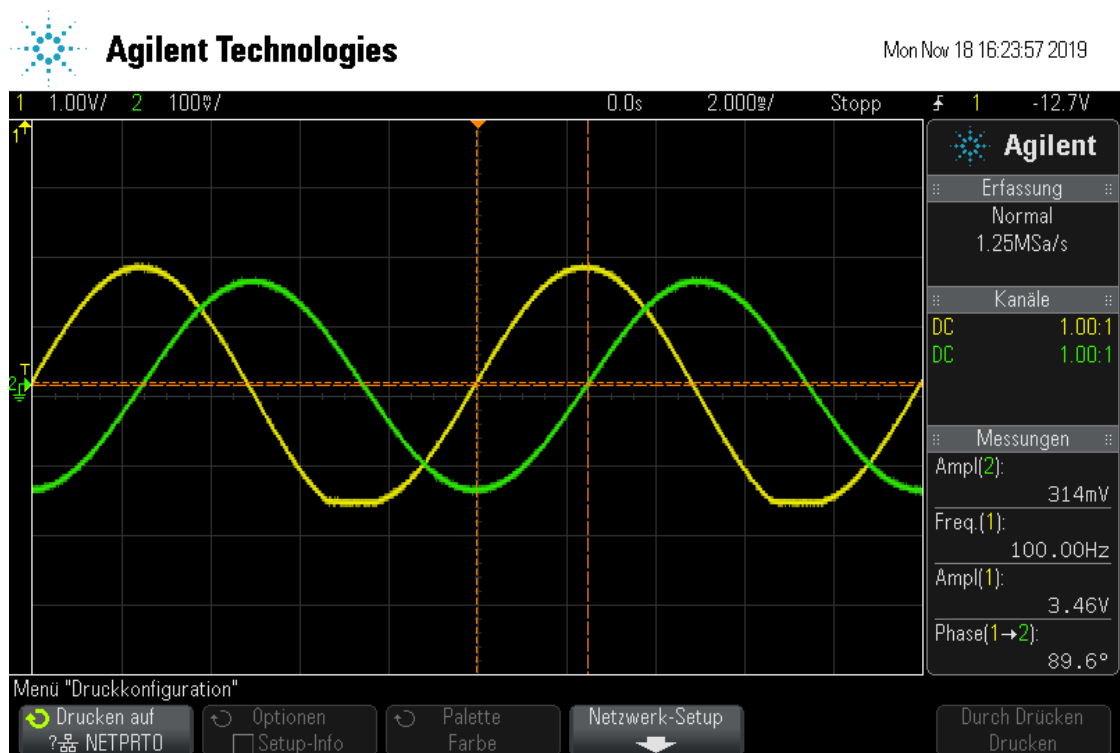 Agilent Technologies
Mon Nov 18 16:23:57 2019
1 1.00V/ 2 100mV/ 0.0s 2.000ms/ Stopp 1 -12.7V
1
T
2
Agilent
Erfassung
Normal
1.25MSa/s
Kanäle
DC 1.00:1
DC 1.00:1
Messungen
Ampl(2):
314mV
Freq.(1):
100.00Hz
Ampl(1):
3.46V
Phase(1→2):
89.6°
Menü "Druckkonfiguration"
Drucken auf
? NETPRT0
Optionen
Setup-Info
Palette
Farbe
Netzwerk-Setup
Durch Drücken
Drucken